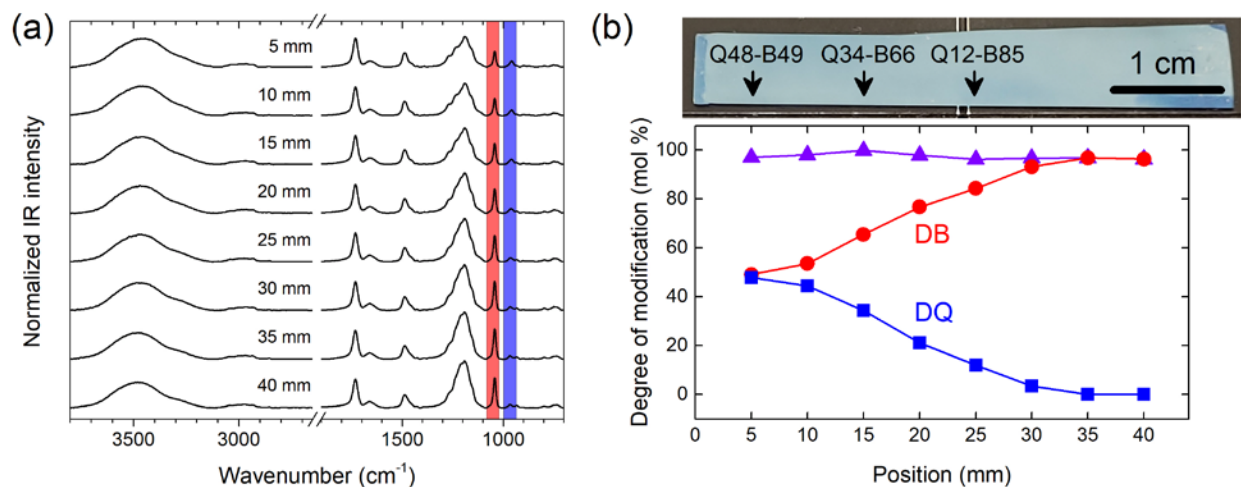 (a)
Normalized IR intensity
5 mm
10 mm
15 mm
20 mm
25 mm
30 mm
35 mm
40 mm
3500 3000 1500 1000
Wavenumber (cm⁻¹)
(b)
Q48-B49 Q34-B66 Q12-B85
1 cm
Degree of modification (mol %)
100
80
60
40
20
0
DB
DQ
0 5 10 15 20 25 30 35 40
Position (mm)